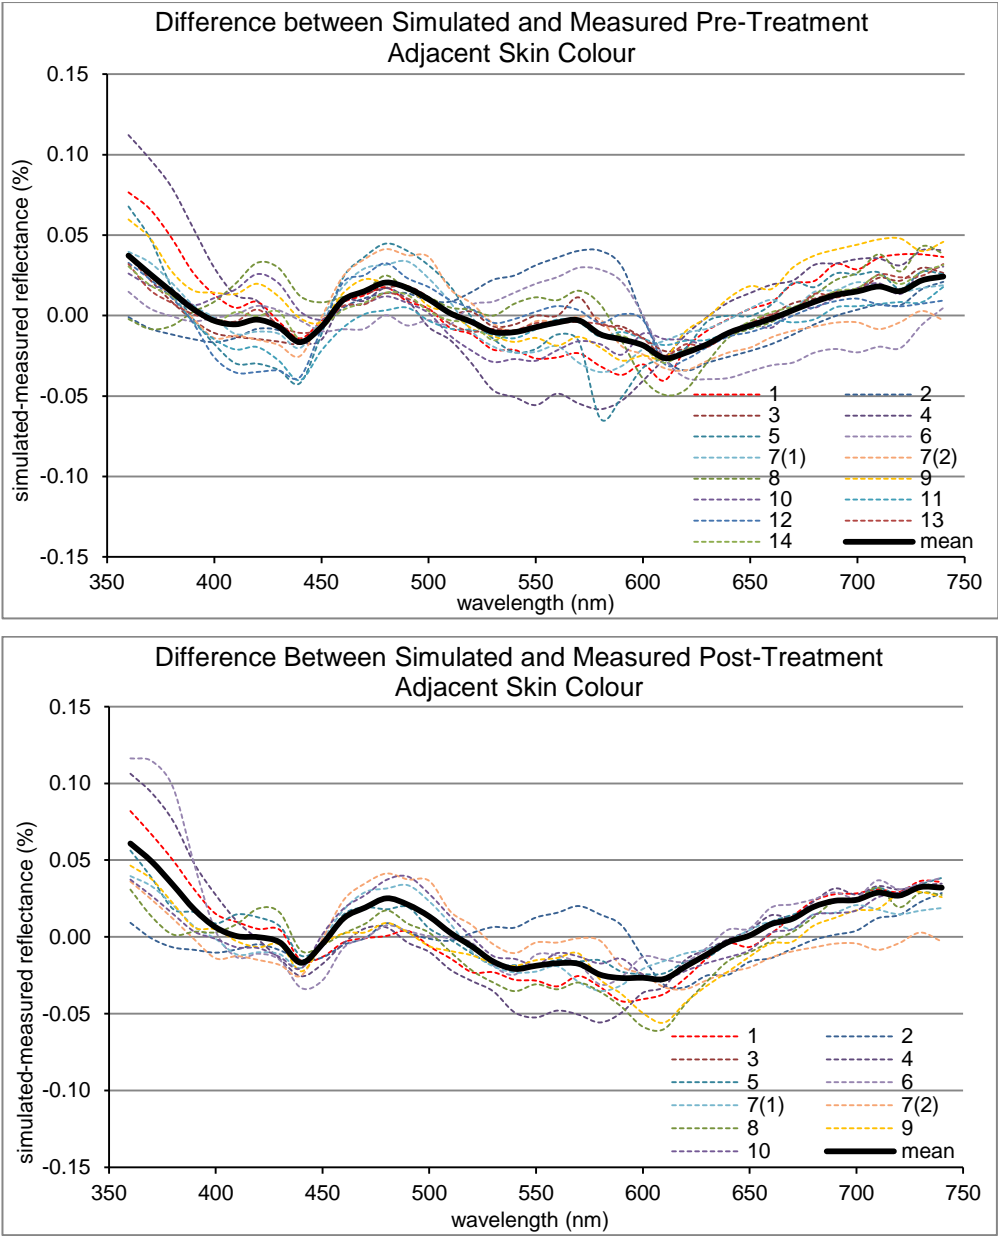 Difference between Simulated and Measured Pre-Treatment
Adjacent Skin Colour
simulated-measured reflectance (%)
0.15
0.10
0.05
0.00
-0.05
-0.10
-0.15
1 2
3 4
5 6
7(1) 7(2)
8 9
10 11
12 13
14 mean
350 400 450 500 550 600 650 700 750
wavelength (nm)
Difference Between Simulated and Measured Post-Treatment
Adjacent Skin Colour
simulated-measured reflectance (%)
0.15
0.10
0.05
0.00
-0.05
-0.10
-0.15
1 2
3 4
5 6
7(1) 7(2)
8 9
10 mean
350 400 450 500 550 600 650 700 750
wavelength (nm)